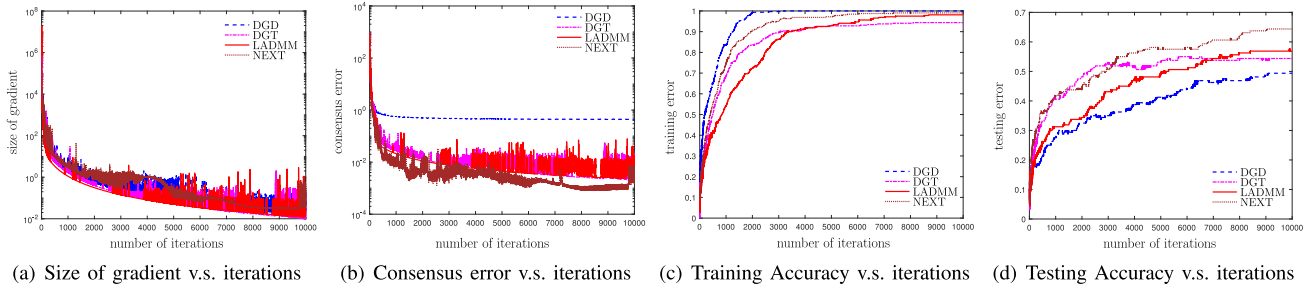 10^8
10^6
10^4
10^2
10^0
10^-2
size of gradient
0 1000 2000 3000 4000 5000 6000 7000 8000 9000 10000
number of iterations
DGD
DGT
LADMM
NEXT
(a) Size of gradient v.s. iterations
10^4
10^2
10^0
10^-2
10^-4
consensus error
0 1000 2000 3000 4000 5000 6000 7000 8000 9000 10000
number of iterations
DGD
DGT
LADMM
NEXT
(b) Consensus error v.s. iterations
1
0.9
0.8
0.7
0.6
0.5
0.4
0.3
0.2
0.1
0
training error
0 1000 2000 3000 4000 5000 6000 7000 8000 9000 10000
number of iterations
DGD
DGT
LADMM
NEXT
(c) Training Accuracy v.s. iterations
0.7
0.6
0.5
0.4
0.3
0.2
0.1
0
testing error
0 1000 2000 3000 4000 5000 6000 7000 8000 9000 10000
number of iterations
DGD
DGT
LADMM
NEXT
(d) Testing Accuracy v.s. iterations